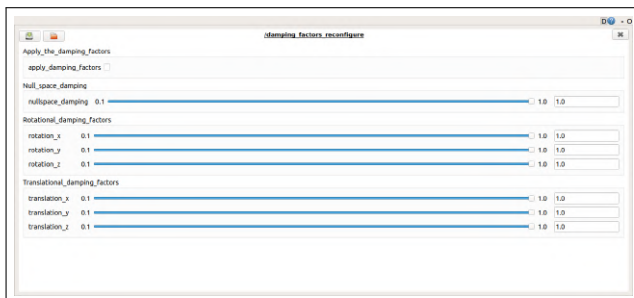 D - O
/damping_factors_reconfigure
Apply_the_damping_factors
apply_damping_factors
Null_space_damping
nullspace_damping 0.1 1.0 1.0
Rotational_damping_factors
rotation_x 0.1 1.0 1.0
rotation_y 0.1 1.0 1.0
rotation_z 0.1 1.0 1.0
Translational_damping_factors
translation_x 0.1 1.0 1.0
translation_y 0.1 1.0 1.0
translation_z 0.1 1.0 1.0